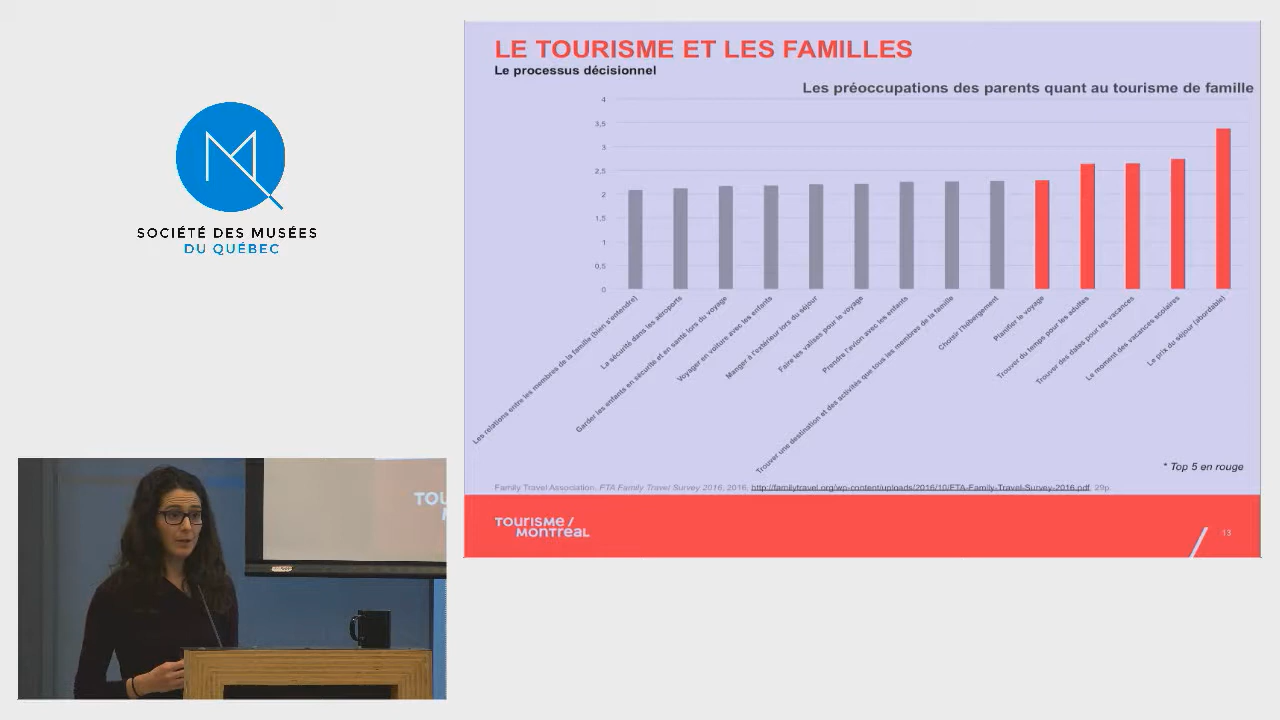 SOCIÉTÉ DES MUSÉES
DU QUÉBEC
LE TOURISME ET LES FAMILLES
Le processus décisionnel
Les préoccupations des parents quant au tourisme de famille
4
3,5
3
2,5
2
1,5
1
0,5
0
Les relations entre les membres de la famille (bien s'entendre)
La sécurité dans les aéroports
Garder les enfants en sécurité et en santé lors du voyage
Voyager en voiture avec les enfants
Manger à l'extérieur lors du séjour
Faire les valises pour le voyage
Prendre l'avion avec les enfants
Trouver une destination et des activités que tous les membres de la famille
Choisir l'hébergement
Planifier le voyage
Trouver du temps pour les adultes
Trouver des dates pour les vacances
Le moment des vacances scolaires
Le prix du séjour (abordable)
* Top 5 en rouge
Family Travel Association. FTA Family Travel Survey 2016, 2016, http://familytravel.org/wp-content/uploads/2016/10/FTA-Family-Travel-Survey-2016.pdf, 29p.
TOURISME /
MONTRÉAL
13
TOU
M